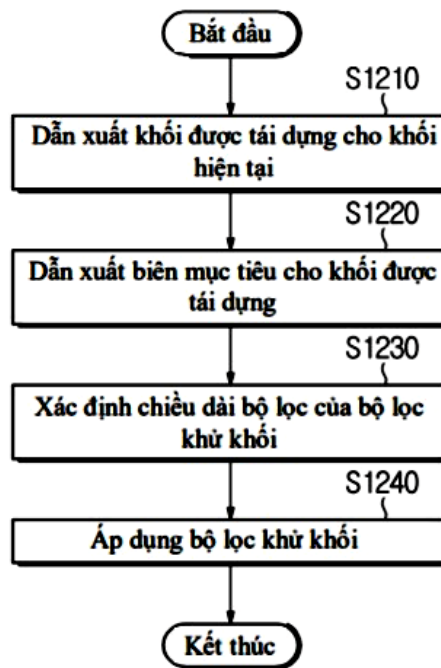 Bắt đầu
S1210
Dẫn xuất khối được tái dựng cho khối
hiện tại
S1220
Dẫn xuất biên mục tiêu cho khối được
tái dựng
S1230
Xác định chiều dài bộ lọc của bộ lọc
khử khối
S1240
Áp dụng bộ lọc khử khối
Kết thúc